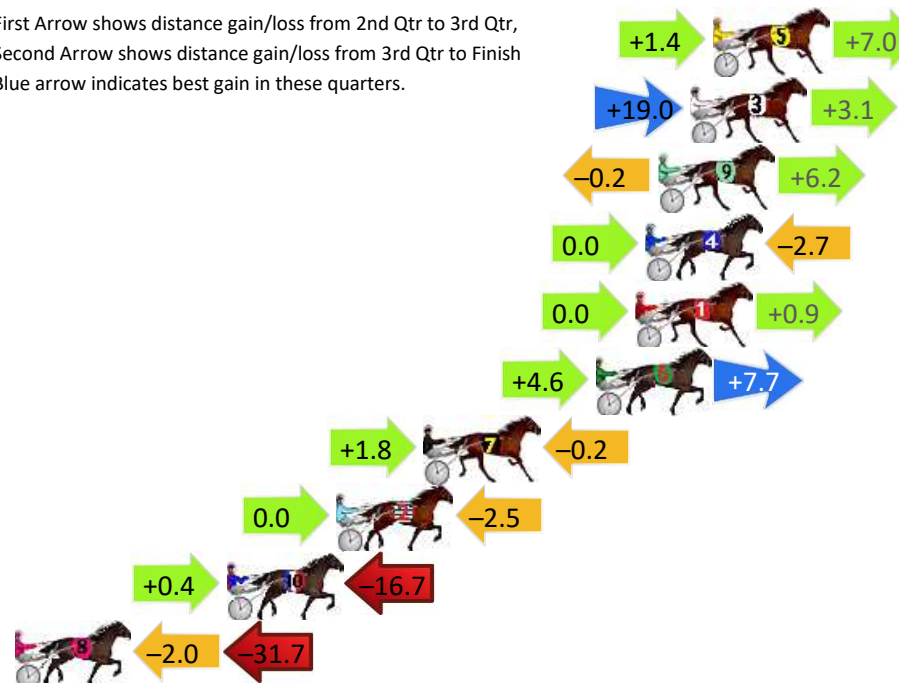 First Arrow shows distance gain/loss from 2nd Qtr to 3rd Qtr,
Second Arrow shows distance gain/loss from 3rd Qtr to Finish
Blue arrow indicates best gain in these quarters.
+1.4 5 +7.0
+19.0 3 +3.1
–0.2 9 +6.2
0.0 4 –2.7
0.0 1 +0.9
+4.6 6 +7.7
+1.8 7 –0.2
0.0 2 –2.5
+0.4 10 –16.7
8 –2.0 –31.7